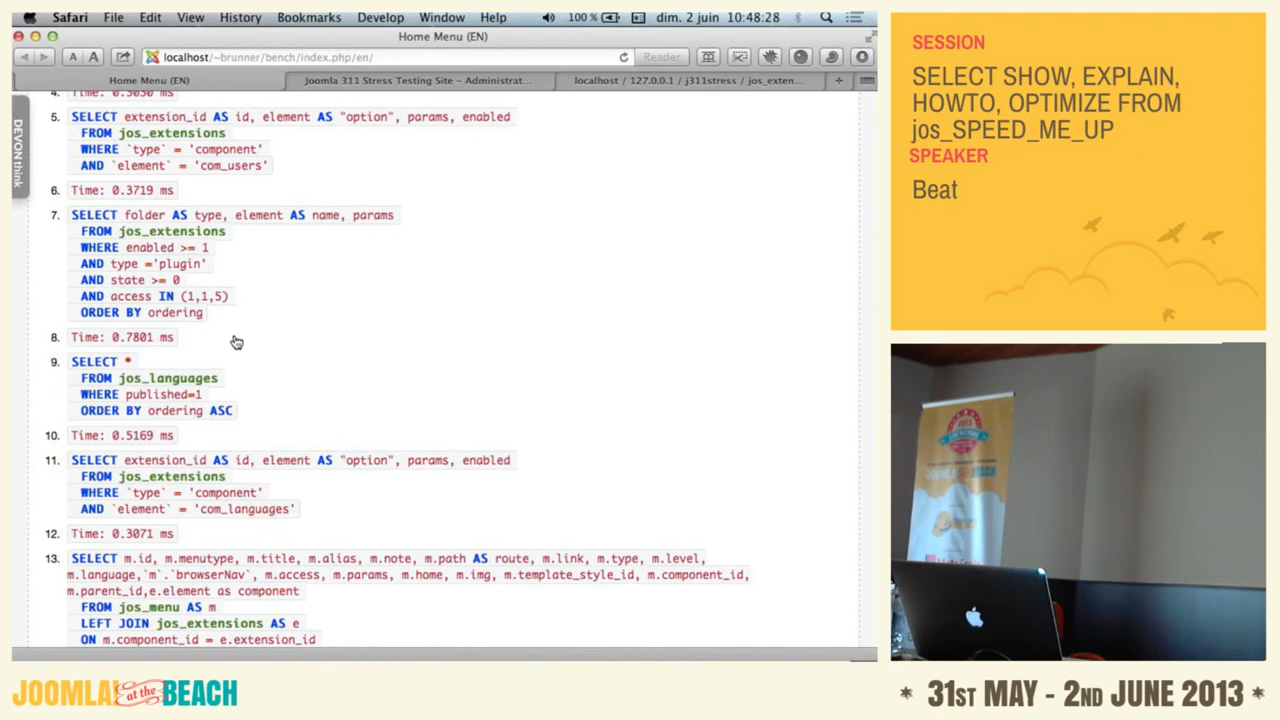 Safari File Edit View History Bookmarks Develop Window Help 100 % dim. 2 juin 10:48:28
Home Menu (EN)
A A localhost/~brunner/bench/index.php/en/ Reader
Home Menu (EN) Joomla 311 Stress Testing Site - Administrat... localhost / 127.0.0.1 / j311stress / jos_exten... +
DEVONthink
4. Time: 0.3050 ms
5. SELECT extension_id AS id, element AS "option", params, enabled
FROM jos_extensions
WHERE `type` = 'component'
AND `element` = 'com_users'
6. Time: 0.3719 ms
7. SELECT folder AS type, element AS name, params
FROM jos_extensions
WHERE enabled >= 1
AND type ='plugin'
AND state >= 0
AND access IN (1,1,5)
ORDER BY ordering
8. Time: 0.7801 ms
9. SELECT *
FROM jos_languages
WHERE published=1
ORDER BY ordering ASC
10. Time: 0.5169 ms
11. SELECT extension_id AS id, element AS "option", params, enabled
FROM jos_extensions
WHERE `type` = 'component'
AND `element` = 'com_languages'
12. Time: 0.3071 ms
13. SELECT m.id, m.menutype, m.title, m.alias, m.note, m.path AS route, m.link, m.type, m.level,
m.language,`m`.`browserNav`, m.access, m.params, m.home, m.img, m.template_style_id, m.component_id,
m.parent_id,e.element as component
FROM jos_menu AS m
LEFT JOIN jos_extensions AS e
ON m.component_id = e.extension_id
SESSION
SELECT SHOW, EXPLAIN,
HOWTO, OPTIMIZE FROM
jos_SPEED_ME_UP
SPEAKER
Beat
2013
JOOMLA! at the BEACH
* 31ST MAY - 2ND JUNE 2013 *